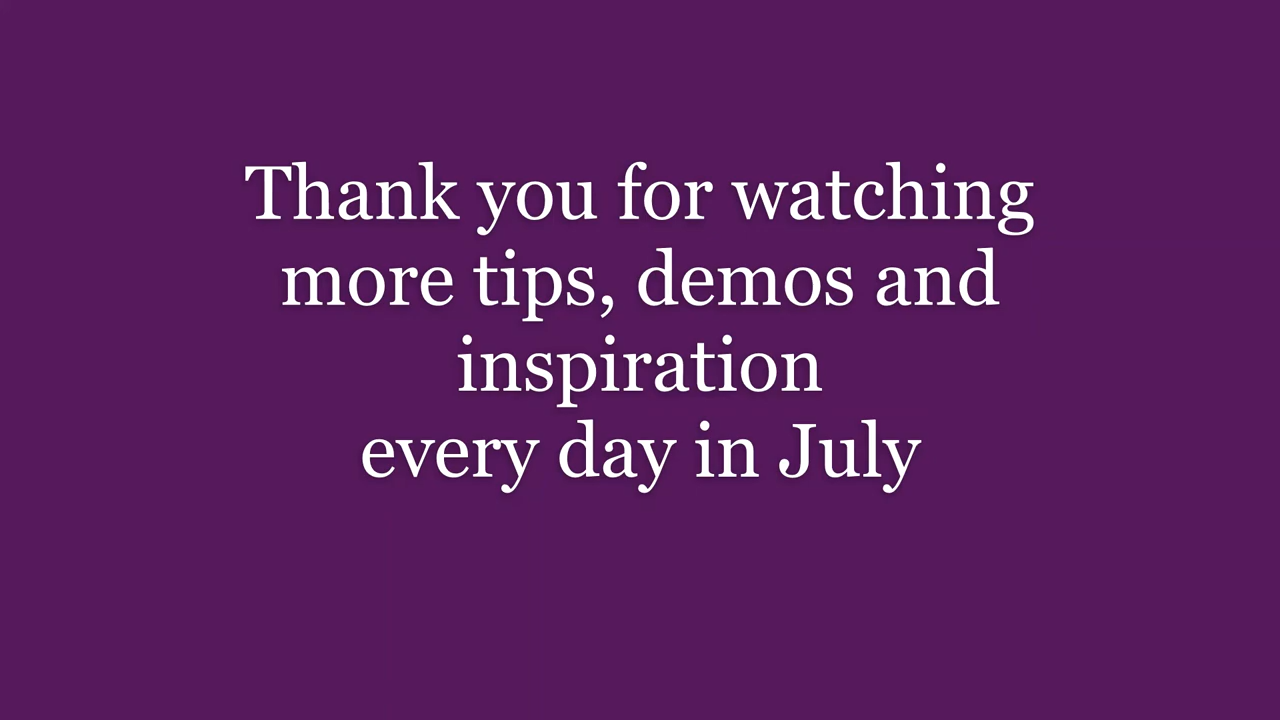 Thank you for watching
more tips, demos and
inspiration
every day in July